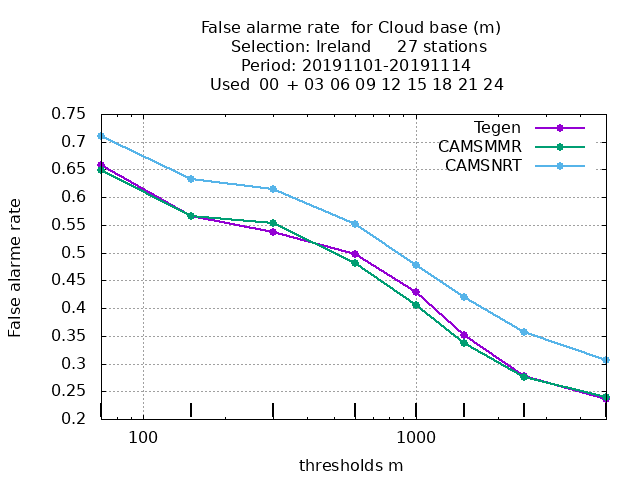 False alarme rate  for Cloud base (m)
Selection: Ireland     27 stations
Period: 20191101-20191114
Used  00 + 03 06 09 12 15 18 21 24
Tegen
CAMSMMR
CAMSNRT
False alarme rate
0.75
0.7
0.65
0.6
0.55
0.5
0.45
0.4
0.35
0.3
0.25
0.2
100
1000
thresholds m